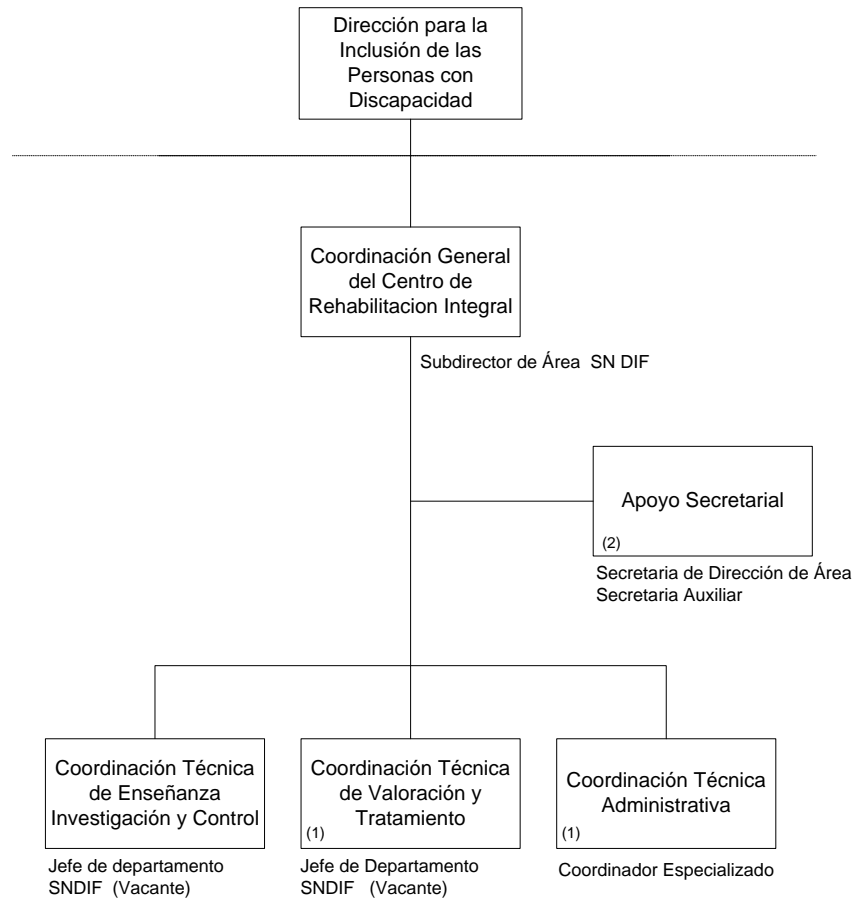 Dirección para la
Inclusión de las
Personas con
Discapacidad
Coordinación General
del Centro de
Rehabilitacion Integral
Subdirector de Área SN DIF
Apoyo Secretarial
(2)
Secretaria de Dirección de Área
Secretaria Auxiliar
Coordinación Técnica
de Enseñanza
Investigación y Control
Jefe de departamento
SNDIF (Vacante)
Coordinación Técnica
de Valoración y
Tratamiento
(1)
Jefe de Departamento
SNDIF (Vacante)
Coordinación Técnica
Administrativa
(1)
Coordinador Especializado